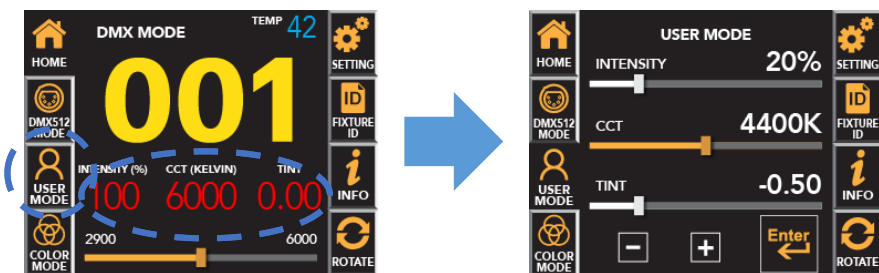 HOME
DMX MODE
TEMP 42
SETTING
001
DMX512
MODE
ID
FIXTURE
ID
INTENSITY (%) CCT (KELVIN) TINT
100 6000 0.00
USER
MODE
i
INFO
2900 6000
COLOR
MODE
ROTATE
HOME
USER MODE
SETTING
INTENSITY 20%
DMX512
MODE
CCT 4400K
ID
FIXTURE
ID
USER
MODE
TINT -0.50
i
INFO
COLOR
MODE
- +
Enter
ROTATE